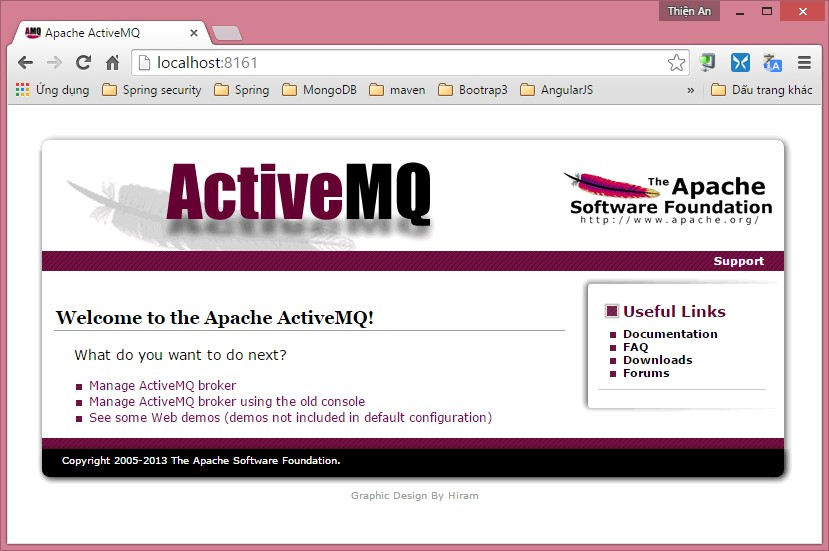 Thiện An
AMQ Apache ActiveMQ
localhost:8161
Ứng dụng Spring security Spring MongoDB maven Bootrap3 AngularJS » Dấu trang khác
ActiveMQ
The Apache
Software Foundation
http://www.apache.org/
Support
Welcome to the Apache ActiveMQ!
What do you want to do next?
Manage ActiveMQ broker
Manage ActiveMQ broker using the old console
See some Web demos (demos not included in default configuration)
Useful Links
Documentation
FAQ
Downloads
Forums
Copyright 2005-2013 The Apache Software Foundation.
Graphic Design By Hiram